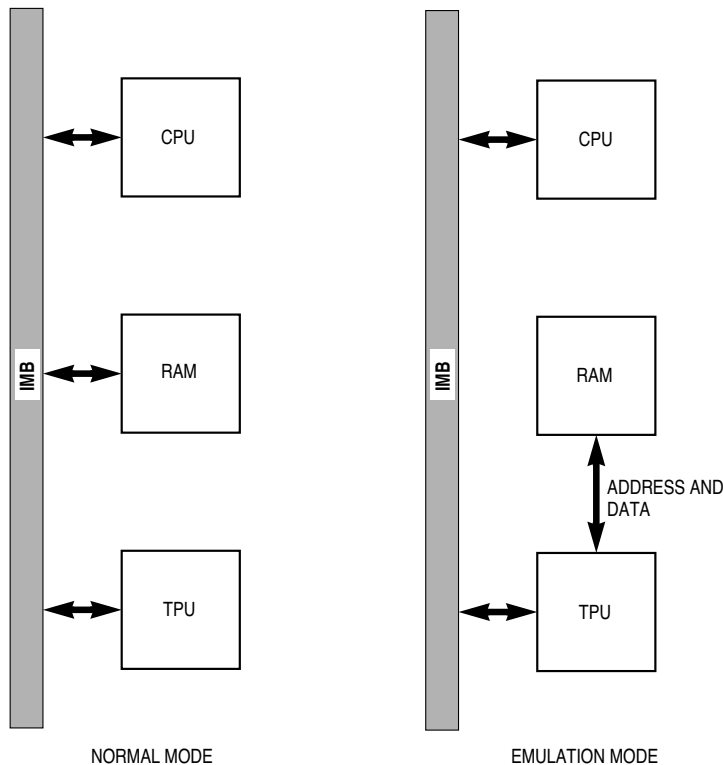 CPU
IMB
RAM
TPU
NORMAL MODE
CPU
IMB
RAM
ADDRESS AND
DATA
TPU
EMULATION MODE